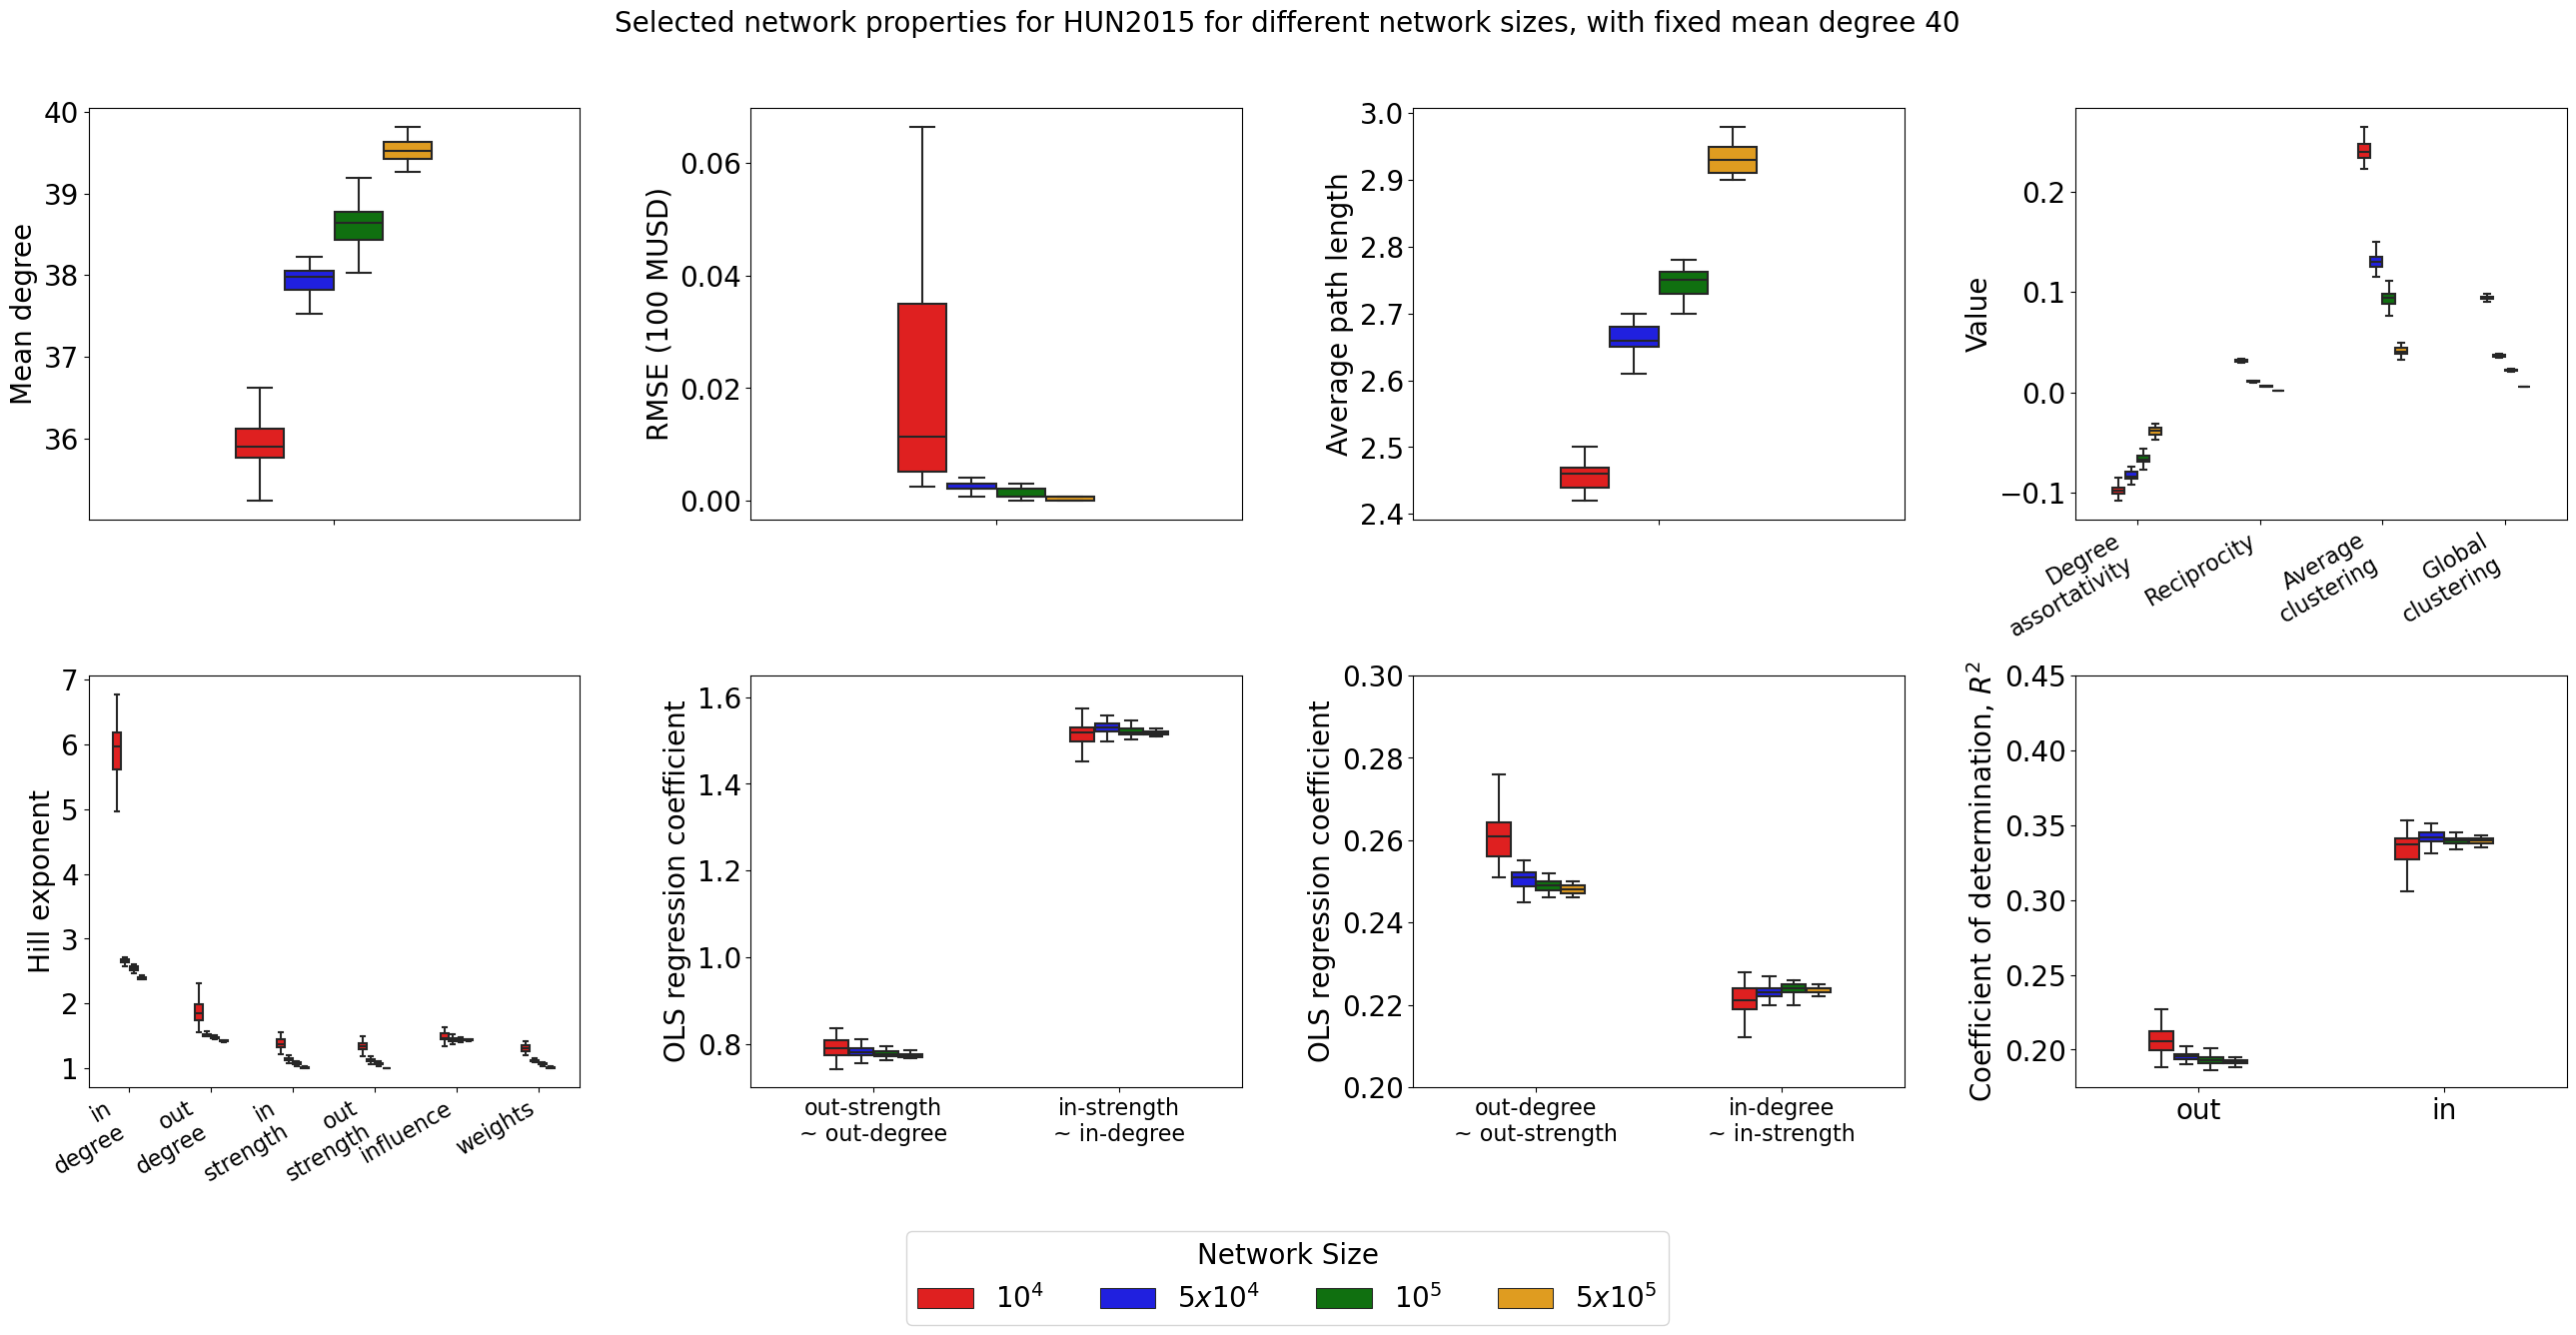 Selected network properties for HUN2015 for different network sizes, with fixed mean degree 40
Mean degree
40
39
38
37
36
RMSE (100 MUSD)
0.06
0.04
0.02
0.00
Average path length
3.0
2.9
2.8
2.7
2.6
2.5
2.4
Value
0.2
0.1
0.0
−0.1
Degree
assortativity
Reciprocity
Average
clustering
Global
clustering
Hill exponent
7
6
5
4
3
2
1
in
degree
out
degree
in
strength
out
strength
influence
weights
OLS regression coefficient
1.6
1.4
1.2
1.0
0.8
out-strength
~ out-degree
in-strength
~ in-degree
OLS regression coefficient
0.30
0.28
0.26
0.24
0.22
0.20
out-degree
~ out-strength
in-degree
~ in-strength
Coefficient of determination, R²
0.45
0.40
0.35
0.30
0.25
0.20
out
in
Network Size
10⁴ 5x10⁴ 10⁵ 5x10⁵